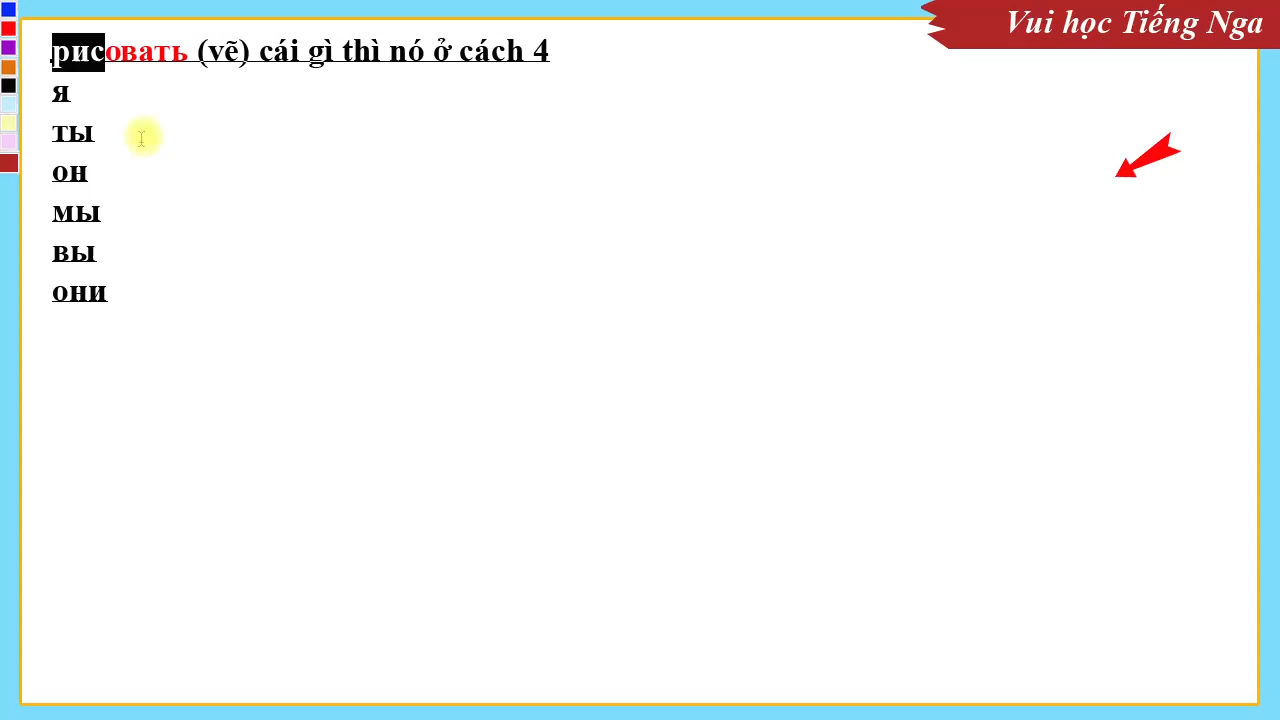 Vui học Tiếng Nga
рисовать (vẽ) cái gì thì nó ở cách 4
я
ты
он
мы
вы
они